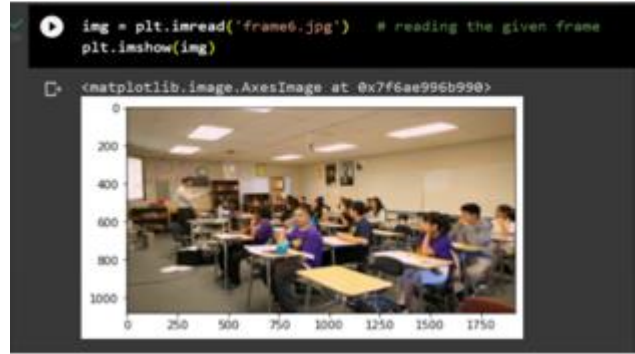 img = plt.imread('frame6.jpg') # reading the given frame
plt.imshow(img)
<matplotlib.image.AxesImage at 0x7f6ae996b990>
0
200
400
600
800
1000
0 250 500 750 1000 1250 1500 1750